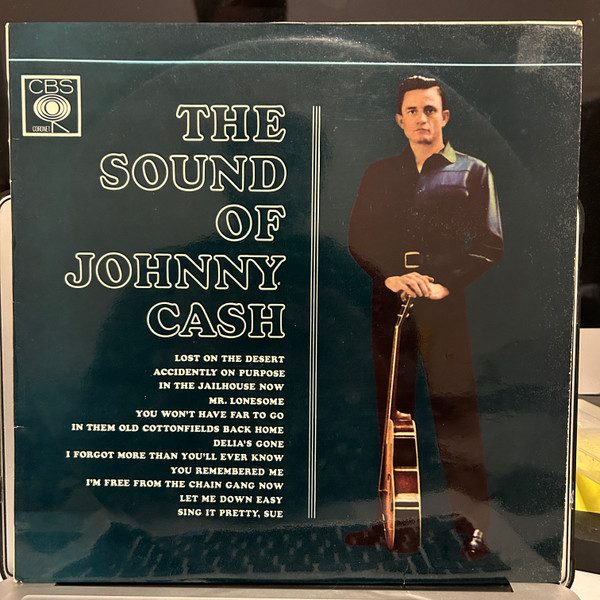 CBS
CORONET
THE
SOUND
OF
JOHNNY
CASH
LOST ON THE DESERT
ACCIDENTLY ON PURPOSE
IN THE JAILHOUSE NOW
MR. LONESOME
YOU WON'T HAVE FAR TO GO
IN THEM OLD COTTONFIELDS BACK HOME
DELIA'S GONE
I FORGOT MORE THAN YOU'LL EVER KNOW
YOU REMEMBERED ME
I'M FREE FROM THE CHAIN GANG NOW
LET ME DOWN EASY
SING IT PRETTY, SUE